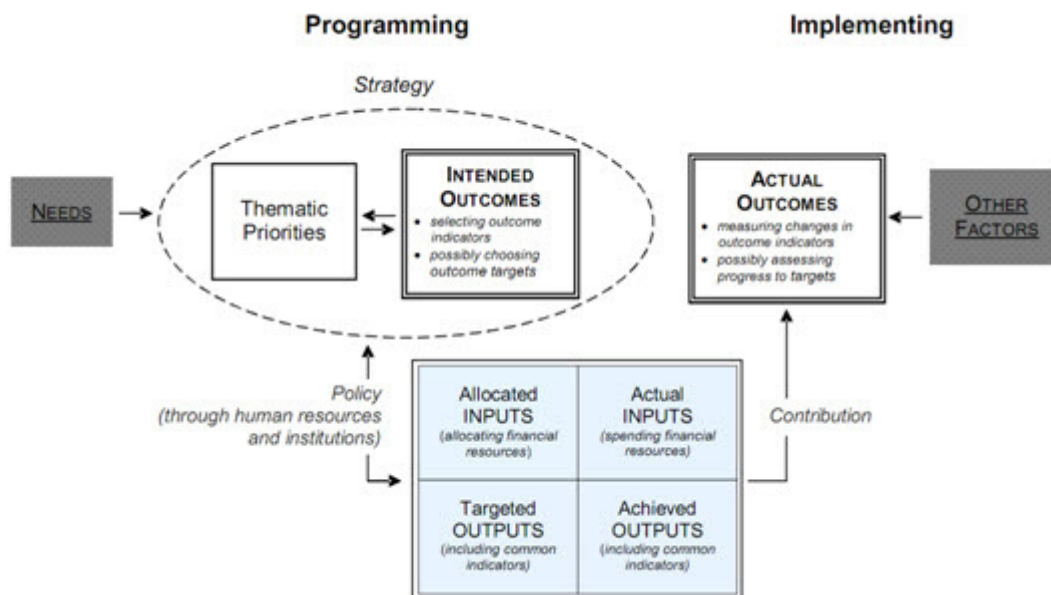 Programming
Implementing
Strategy
NEEDS
Thematic
Priorities
INTENDED
OUTCOMES
• selecting outcome
indicators
• possibly choosing
outcome targets
ACTUAL
OUTCOMES
• measuring changes in
outcome indicators
• possibly assessing
progress to targets
OTHER
FACTORS
Policy
(through human resources
and institutions)
Allocated
INPUTS
(allocating financial
resources)
Actual
INPUTS
(spending financial
resources)
Targeted
OUTPUTS
(including common
indicators)
Achieved
OUTPUTS
(including common
indicators)
Contribution